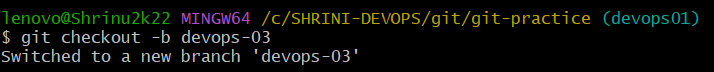 lenovo@Shrinu2k22 MINGW64 /c/SHRINI-DEVOPS/git/git-practice (devops01)
$ git checkout -b devops-03
Switched to a new branch 'devops-03'